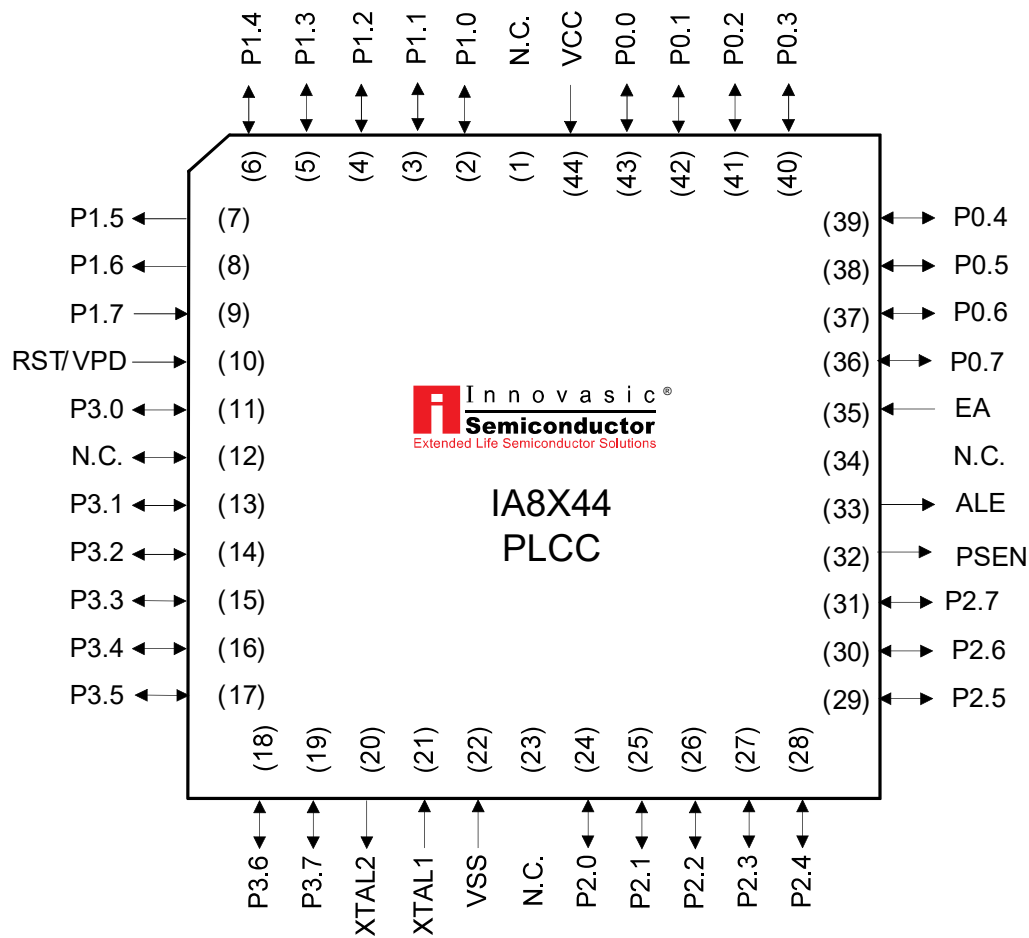 P1.4 P1.3 P1.2 P1.1 P1.0 N.C. VCC P0.0 P0.1 P0.2 P0.3
(6) (5) (4) (3) (2) (1) (44) (43) (42) (41) (40)
P1.5 (7) (39) P0.4
P1.6 (8) (38) P0.5
P1.7 (9) (37) P0.6
RST/VPD (10) (36) P0.7
P3.0 (11) (35) EA
N.C. (12) (34) N.C.
P3.1 (13) (33) ALE
P3.2 (14) (32) PSEN
P3.3 (15) (31) P2.7
P3.4 (16) (30) P2.6
P3.5 (17) (29) P2.5
i Innovasic®
Semiconductor
Extended Life Semiconductor Solutions
IA8X44
PLCC
(18) (19) (20) (21) (22) (23) (24) (25) (26) (27) (28)
P3.6 P3.7 XTAL2 XTAL1 VSS N.C. P2.0 P2.1 P2.2 P2.3 P2.4